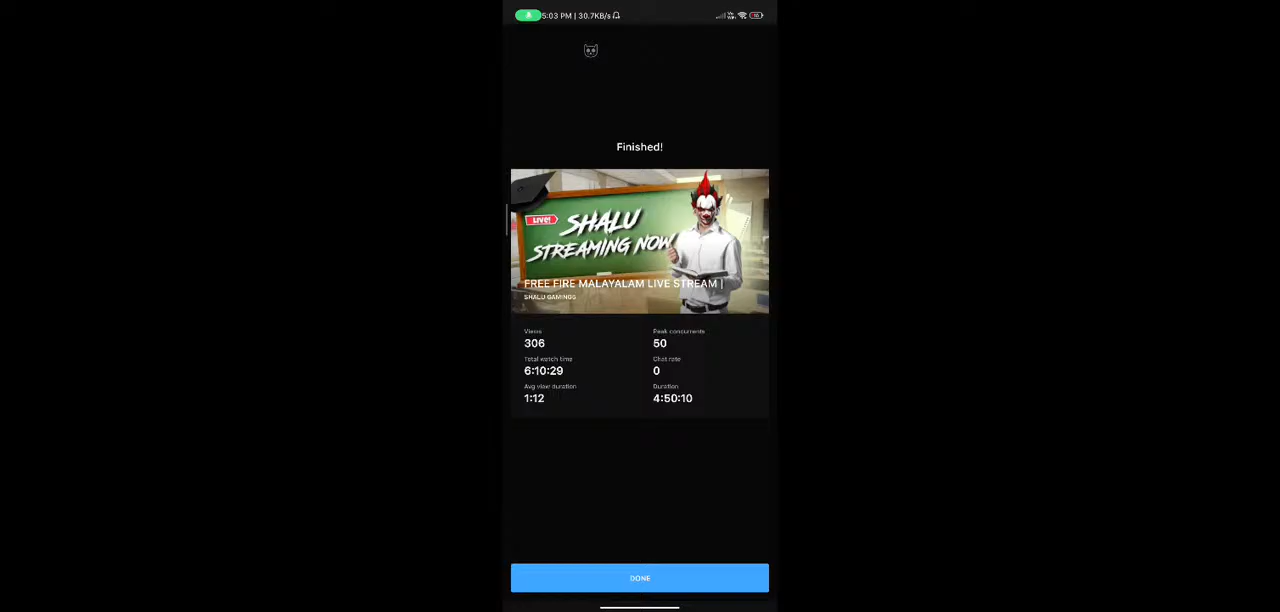 5:03 PM | 30.7KB/s
Finished!
LIVE!
SHALU
STREAMING NOW
FREE FIRE MALAYALAM LIVE STREAM |
SHALU GAMINGS
Views
306
Peak concurrents
50
Total watch time
6:10:29
Chat rate
0
Avg view duration
1:12
Duration
4:50:10
DONE